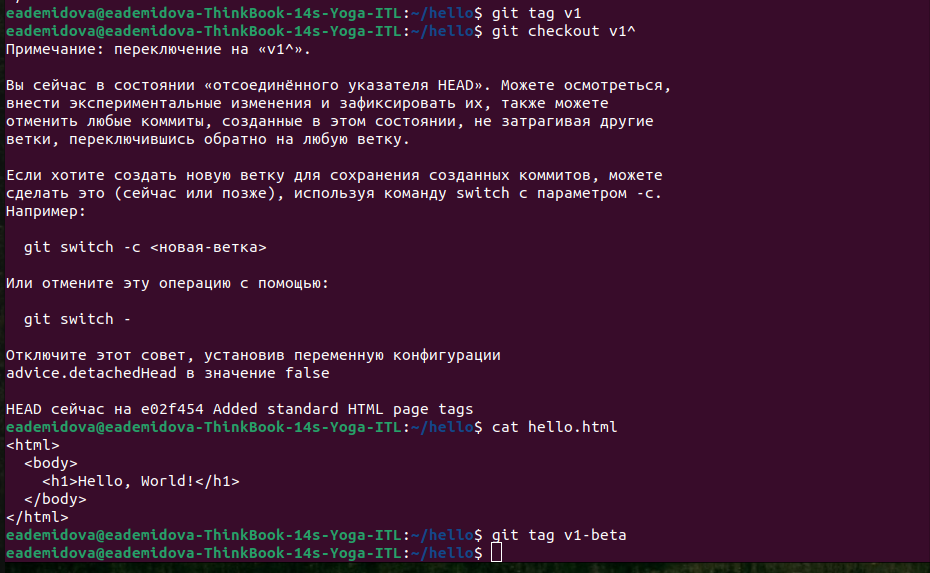 eademidova@eademidova-ThinkBook-14s-Yoga-ITL:~/hello$ git tag v1
eademidova@eademidova-ThinkBook-14s-Yoga-ITL:~/hello$ git checkout v1^
Примечание: переключение на «v1^».

Вы сейчас в состоянии «отсоединённого указателя HEAD». Можете осмотреться,
внести экспериментальные изменения и зафиксировать их, также можете
отменить любые коммиты, созданные в этом состоянии, не затрагивая другие
ветки, переключившись обратно на любую ветку.

Если хотите создать новую ветку для сохранения созданных коммитов, можете
сделать это (сейчас или позже), используя команду switch с параметром -c.
Например:

  git switch -c <новая-ветка>

Или отмените эту операцию с помощью:

  git switch -

Отключите этот совет, установив переменную конфигурации
advice.detachedHead в значение false

HEAD сейчас на e02f454 Added standard HTML page tags
eademidova@eademidova-ThinkBook-14s-Yoga-ITL:~/hello$ cat hello.html
<html>
  <body>
    <h1>Hello, World!</h1>
  </body>
</html>
eademidova@eademidova-ThinkBook-14s-Yoga-ITL:~/hello$ git tag v1-beta
eademidova@eademidova-ThinkBook-14s-Yoga-ITL:~/hello$